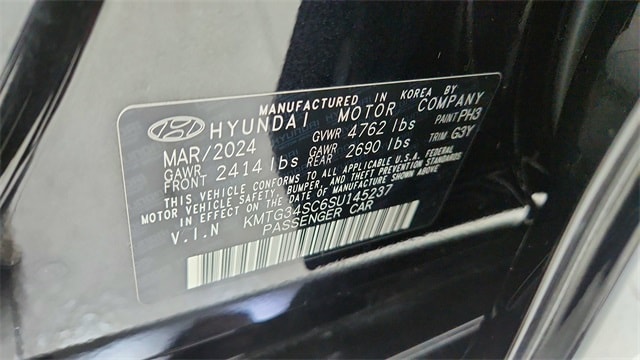 MANUFACTURED IN KOREA BY
HYUNDAI MOTOR COMPANY
MAR/2024 GVWR 4762 lbs PAINT PH3
GAWR FRONT 2414 lbs GAWR REAR 2690 lbs TRIM G3Y
THIS VEHICLE CONFORMS TO ALL APPLICABLE U.S.A. FEDERAL
MOTOR VEHICLE SAFETY, BUMPER, AND THEFT PREVENTION STANDARDS
IN EFFECT ON THE DATE OF MANUFACTURE SHOWN ABOVE.
V.I.N KMTG34SC6SU145237
PASSENGER CAR